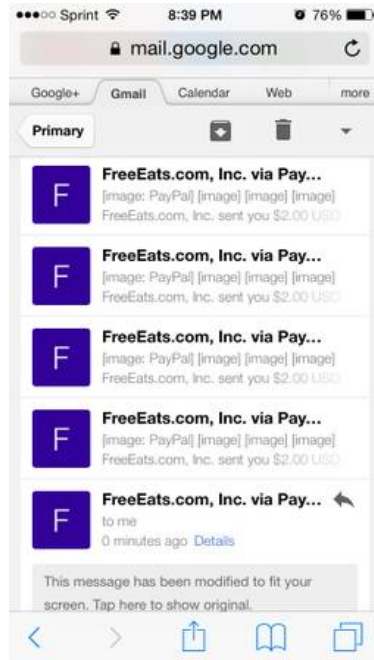 Sprint 8:39 PM 76%
mail.google.com
Google+ Gmail Calendar Web more
Primary
F FreeEats.com, Inc. via Pay...
[image: PayPal] [image] [image] [image]
FreeEats.com, Inc. sent you $2.00 USD
F FreeEats.com, Inc. via Pay...
[image: PayPal] [image] [image] [image]
FreeEats.com, Inc. sent you $2.00 USD
F FreeEats.com, Inc. via Pay...
[image: PayPal] [image] [image] [image]
FreeEats.com, Inc. sent you $2.00 USD
F FreeEats.com, Inc. via Pay...
[image: PayPal] [image] [image] [image]
FreeEats.com, Inc. sent you $2.00 USD
F FreeEats.com, Inc. via Pay...
to me
0 minutes ago Details
This message has been modified to fit your
screen. Tap here to show original.